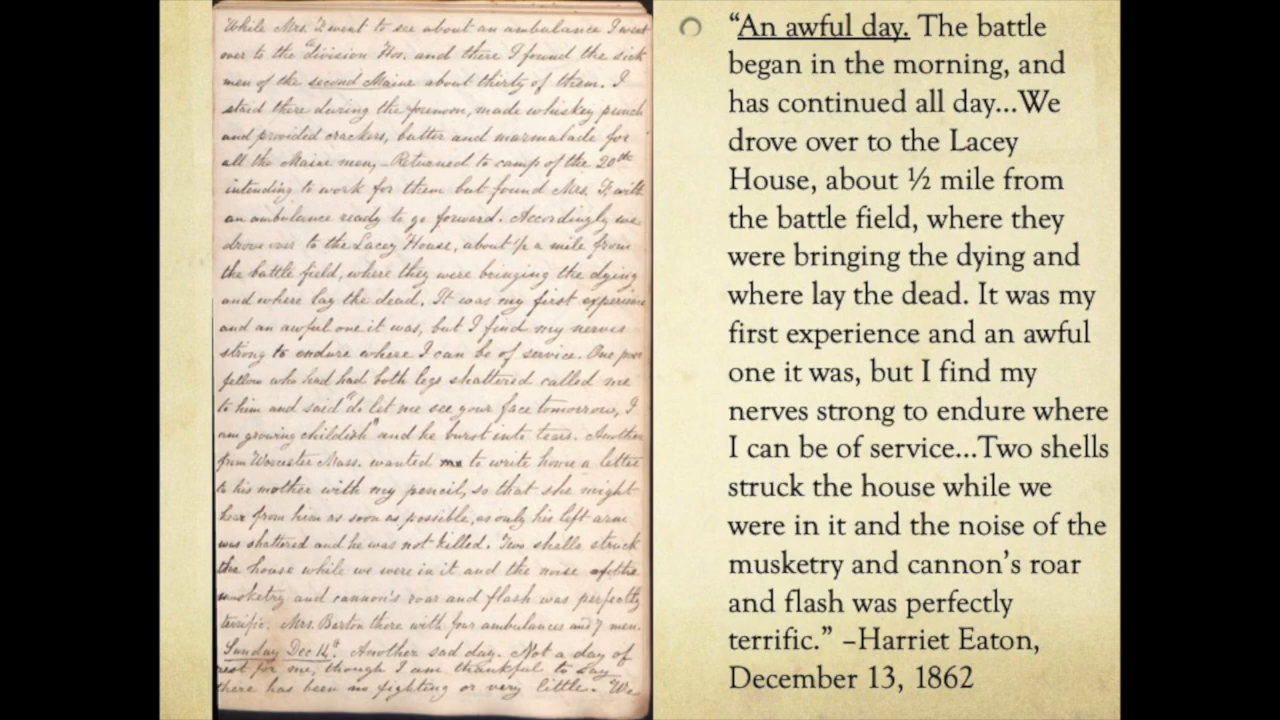 While Mrs. F. went to see about an ambulance I went
over to the Division Hos. and there I found the sick
men of the second Maine about thirty of them. I
staid there during the forenoon, made whiskey punch
and provided crackers, butter and marmalade for
all the Maine men, Returned to camp of the 20th
intending to work for them but found Mrs. F. with
an ambulance ready to go forward. Accordingly we
drove over to the Lacey House, about 1/2 a mile from
the battle field, where they were bringing the dying
and where lay the dead. It was my first experience
and an awful one it was, but I find my nerves
strong to endure where I can be of service. One poor
fellow who had had both legs shattered called me
to him and said "do let me see your face tomorrow, I
am growing childish" and he burst into tears. Another
from Worcester Mass. wanted me to write home a letter
to his mother with my pencil, so that she might
hear from him as soon as possible, as only his left arm
was shattered and he was not killed. Two shells struck
the house while we were in it and the noise of the
musketry and cannon's roar and flash was perfectly
terrific. Mrs. Barton there with four ambulances and 7 men.
Sunday Dec 14th. Another sad day. Not a day of
rest for me, though I am thankful to say
there has been no fighting or very little. We
“An awful day. The battle
began in the morning, and
has continued all day...We
drove over to the Lacey
House, about ½ mile from
the battle field, where they
were bringing the dying and
where lay the dead. It was my
first experience and an awful
one it was, but I find my
nerves strong to endure where
I can be of service...Two shells
struck the house while we
were in it and the noise of the
musketry and cannon’s roar
and flash was perfectly
terrific.” –Harriet Eaton,
December 13, 1862